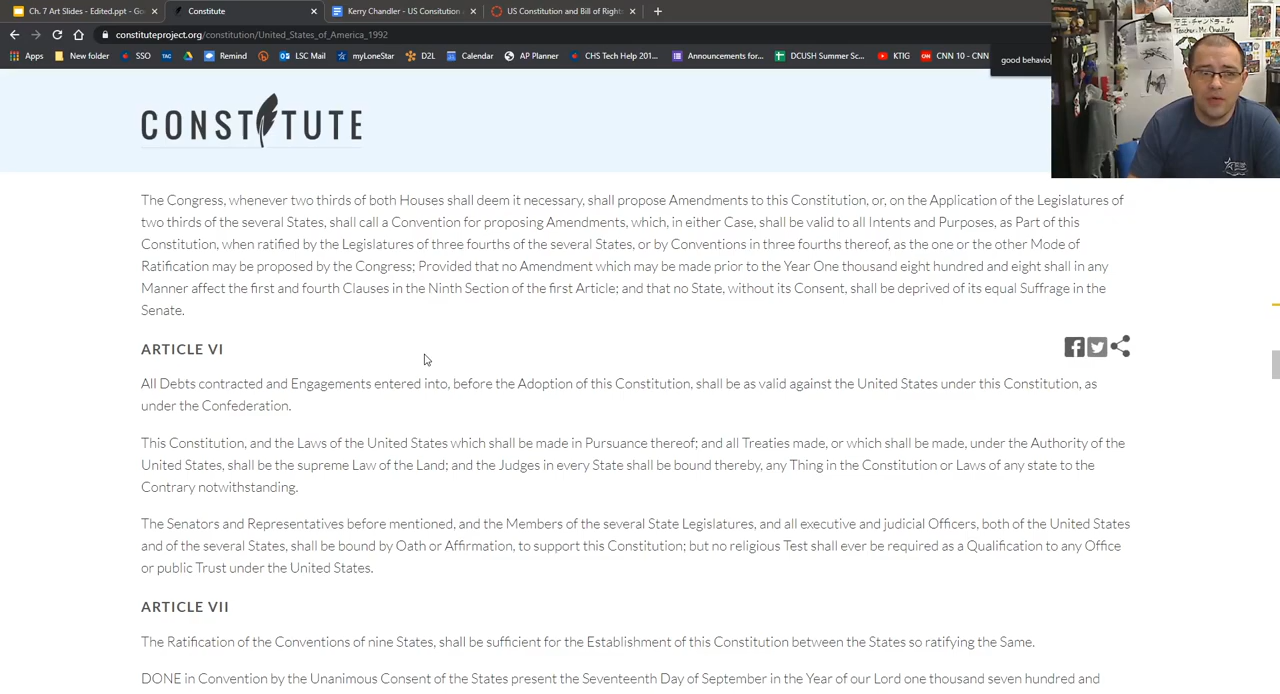 Ch. 7 Art Slides - Edited.ppt - Go
Constitute
Kerry Chandler - US Consitution
US Constitution and Bill of Rights
constituteproject.org/constitution/United_States_of_America_1992
Apps
New folder
SSO
TAC
Remind
LSC Mail
myLoneStar
D2L
Calendar
AP Planner
CHS Tech Help 201...
Announcements for...
DCUSH Summer Sc...
KTIG
CNN 10 - CNN
good behavio
CONSTITUTE
The Congress, whenever two thirds of both Houses shall deem it necessary, shall propose Amendments to this Constitution, or, on the Application of the Legislatures of
two thirds of the several States, shall call a Convention for proposing Amendments, which, in either Case, shall be valid to all Intents and Purposes, as Part of this
Constitution, when ratified by the Legislatures of three fourths of the several States, or by Conventions in three fourths thereof, as the one or the other Mode of
Ratification may be proposed by the Congress; Provided that no Amendment which may be made prior to the Year One thousand eight hundred and eight shall in any
Manner affect the first and fourth Clauses in the Ninth Section of the first Article; and that no State, without its Consent, shall be deprived of its equal Suffrage in the
Senate.
ARTICLE VI
All Debts contracted and Engagements entered into, before the Adoption of this Constitution, shall be as valid against the United States under this Constitution, as
under the Confederation.
This Constitution, and the Laws of the United States which shall be made in Pursuance thereof; and all Treaties made, or which shall be made, under the Authority of the
United States, shall be the supreme Law of the Land; and the Judges in every State shall be bound thereby, any Thing in the Constitution or Laws of any state to the
Contrary notwithstanding.
The Senators and Representatives before mentioned, and the Members of the several State Legislatures, and all executive and judicial Officers, both of the United States
and of the several States, shall be bound by Oath or Affirmation, to support this Constitution; but no religious Test shall ever be required as a Qualification to any Office
or public Trust under the United States.
ARTICLE VII
The Ratification of the Conventions of nine States, shall be sufficient for the Establishment of this Constitution between the States so ratifying the Same.
DONE in Convention by the Unanimous Consent of the States present the Seventeenth Day of September in the Year of our Lord one thousand seven hundred and